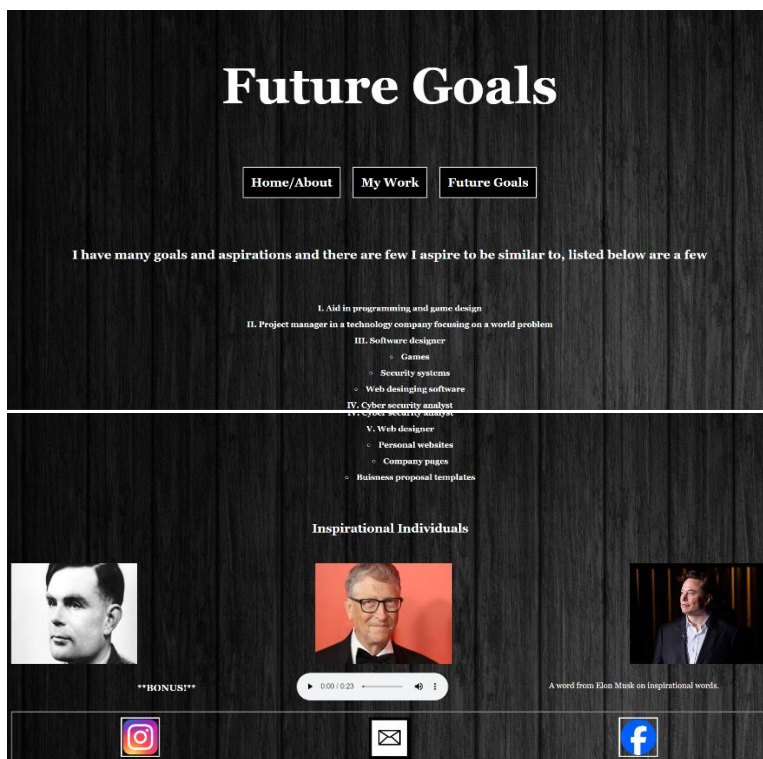 Future Goals
Home/About My Work Future Goals
I have many goals and aspirations and there are few I aspire to be similar to, listed below are a few
I. Aid in programming and game design
II. Project manager in a technology company focusing on a world problem
III. Software designer
Games
Security systems
Web desinging software
IV. Cyber security analyst
IV. Cyber security analyst
V. Web designer
Personal websites
Company pages
Buisness proposal templates
Inspirational Individuals
**BONUS!** 0:00 / 0:23 A word from Elon Musk on inspirational words.